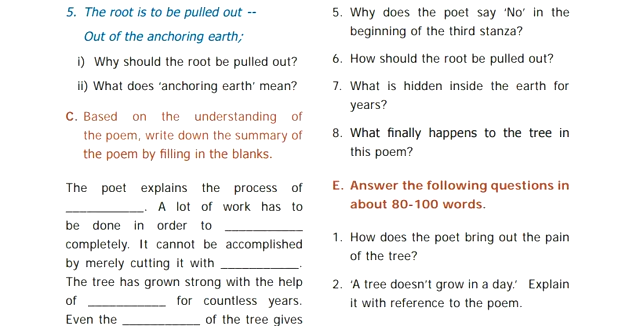 5. The root is to be pulled out --
Out of the anchoring earth;
i) Why should the root be pulled out?
ii) What does ‘anchoring earth’ mean?
C. Based on the understanding of
the poem, write down the summary of
the poem by filling in the blanks.
The poet explains the process of
____________. A lot of work has to
be done in order to ____________
completely. It cannot be accomplished
by merely cutting it with ____________.
The tree has grown strong with the help
of ____________ for countless years.
Even the ____________ of the tree gives
5. Why does the poet say ‘No’ in the
beginning of the third stanza?
6. How should the root be pulled out?
7. What is hidden inside the earth for
years?
8. What finally happens to the tree in
this poem?
E. Answer the following questions in
about 80-100 words.
1. How does the poet bring out the pain
of the tree?
2. ‘A tree doesn’t grow in a day.’ Explain
it with reference to the poem.